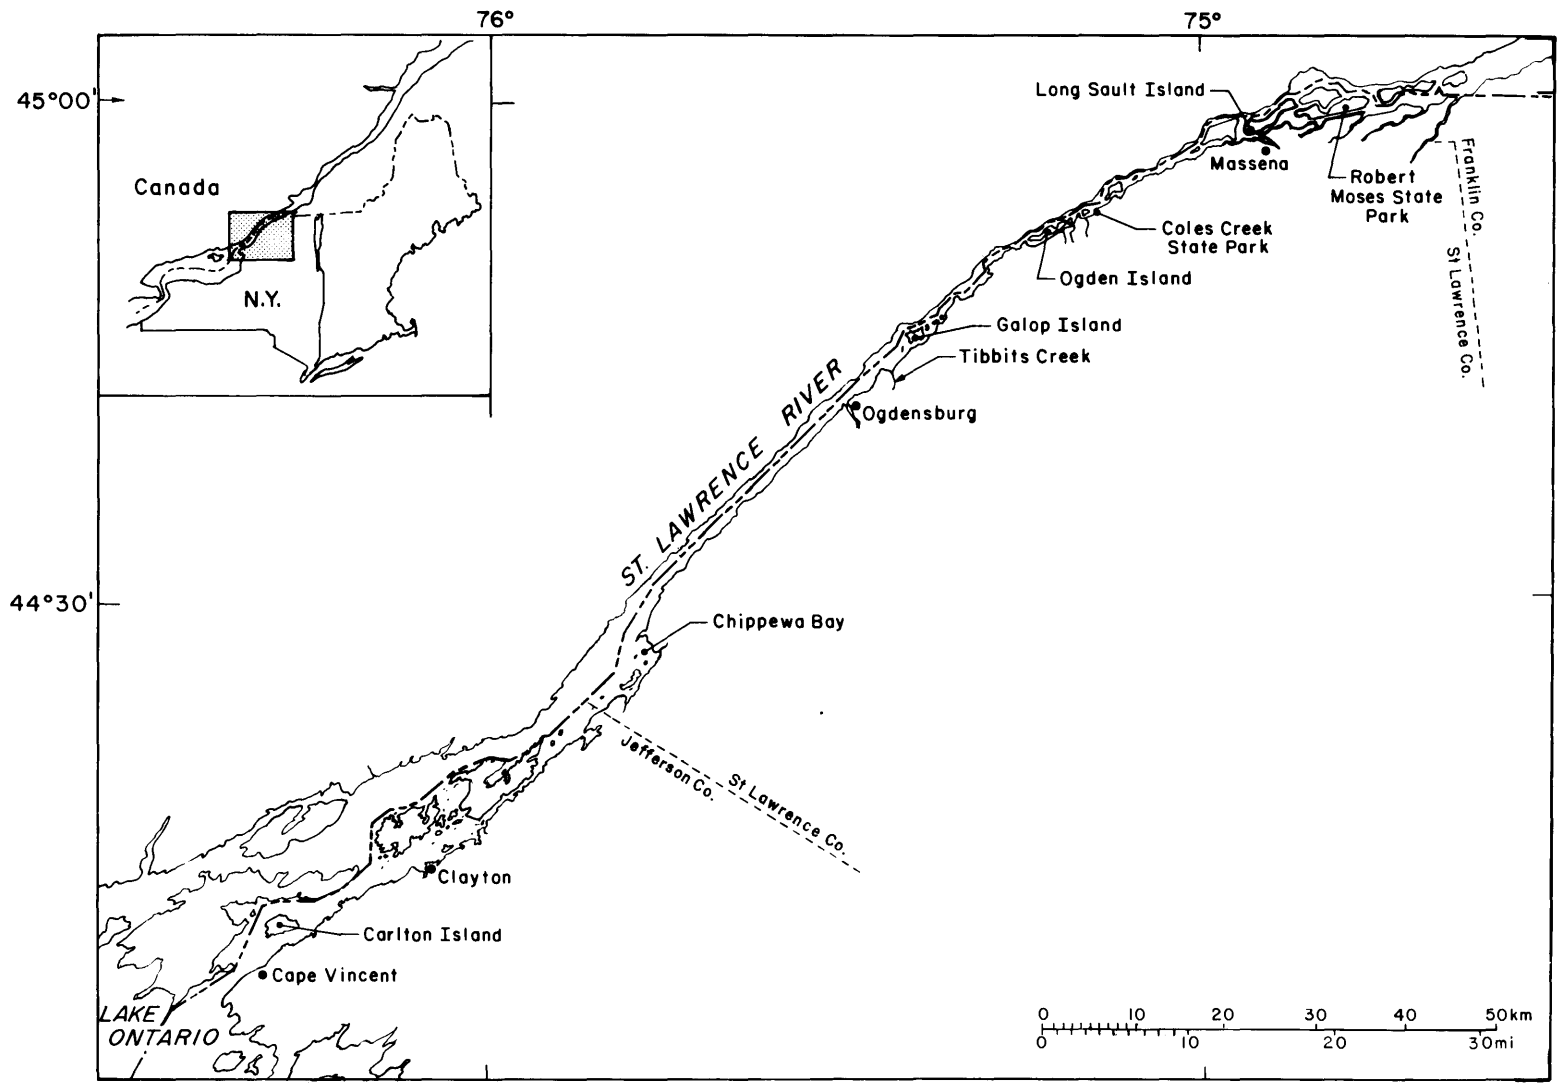 76°
75°
45°00'
Canada
N.Y.
Long Sault Island
Massena
Robert
Moses State
Park
Franklin Co.
St Lawrence Co.
Coles Creek
State Park
Ogden Island
Galop Island
Tibbits Creek
Ogdensburg
ST. LAWRENCE RIVER
44°30'
Chippewa Bay
Jefferson Co.
St Lawrence Co.
Clayton
Carlton Island
Cape Vincent
LAKE
ONTARIO
0 10 20 30 40 50km
0 10 20 30mi